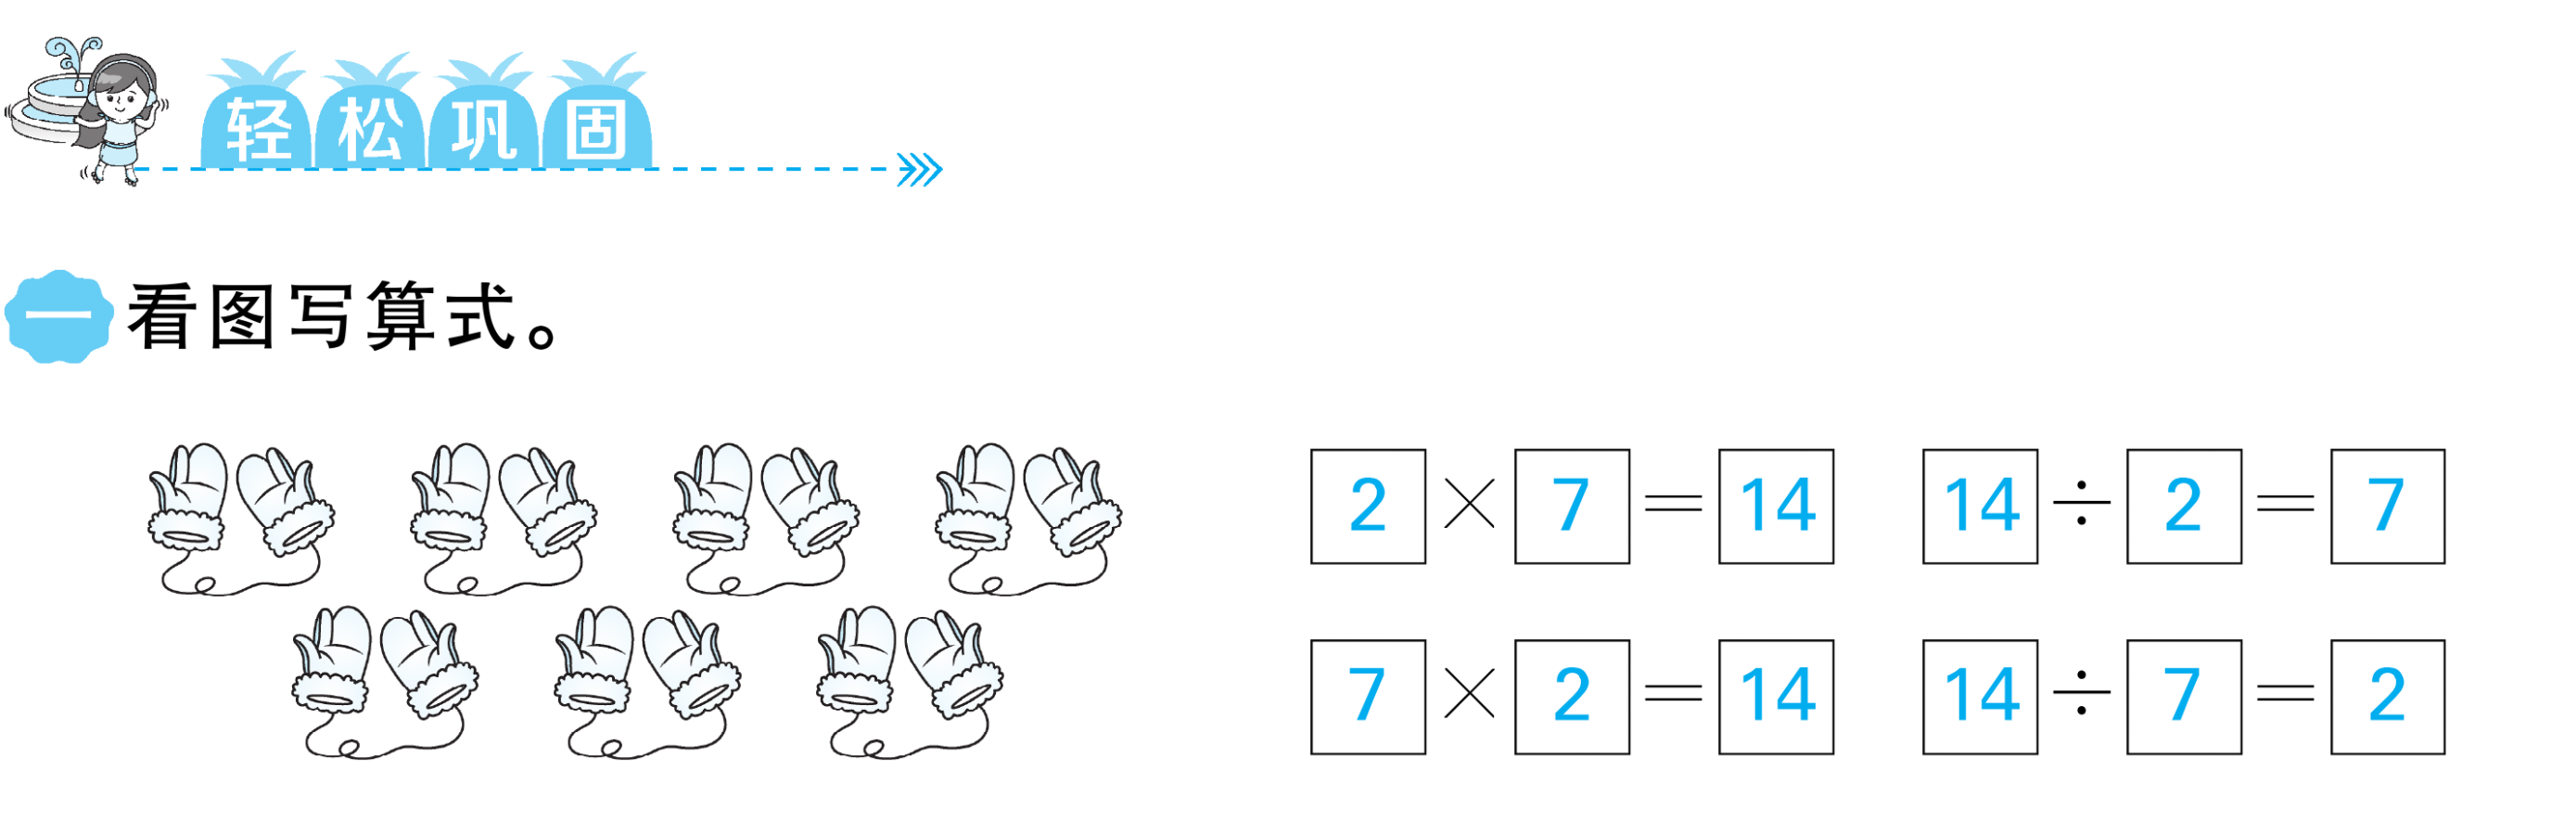 轻松巩固
一 看图写算式。
2 × 7 = 14 14 ÷ 2 = 7
7 × 2 = 14 14 ÷ 7 = 2